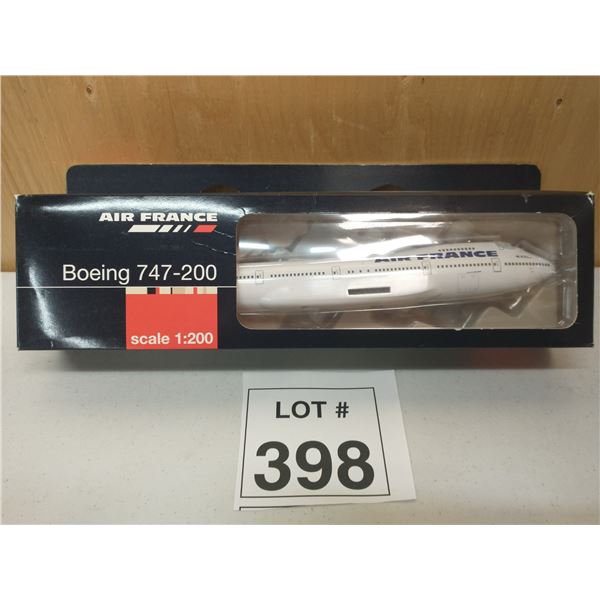 AIR FRANCE
Boeing 747-200
scale 1:200
AIR FRANCE
LOT #
398